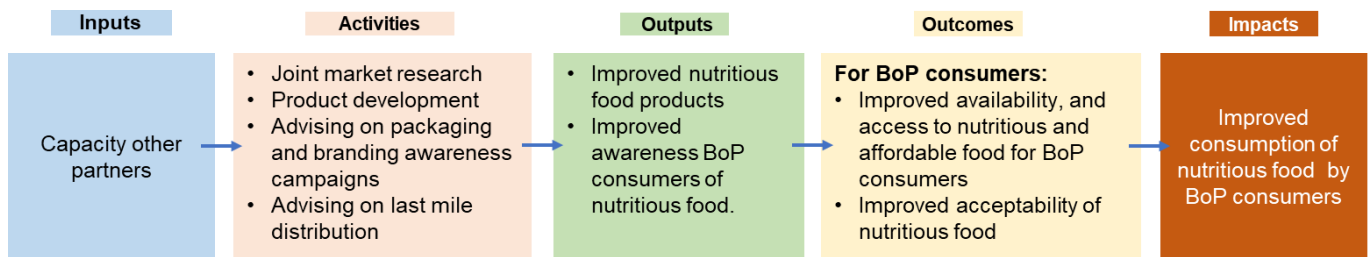 Inputs
Activities
Outputs
Outcomes
Impacts
Capacity other
partners
• Joint market research
• Product development
• Advising on packaging
and branding awareness
campaigns
• Advising on last mile
distribution
• Improved nutritious
food products
• Improved
awareness BoP
consumers of
nutritious food.
For BoP consumers:
• Improved availability, and
access to nutritious and
affordable food for BoP
consumers
• Improved acceptability of
nutritious food
Improved
consumption of
nutritious food by
BoP consumers